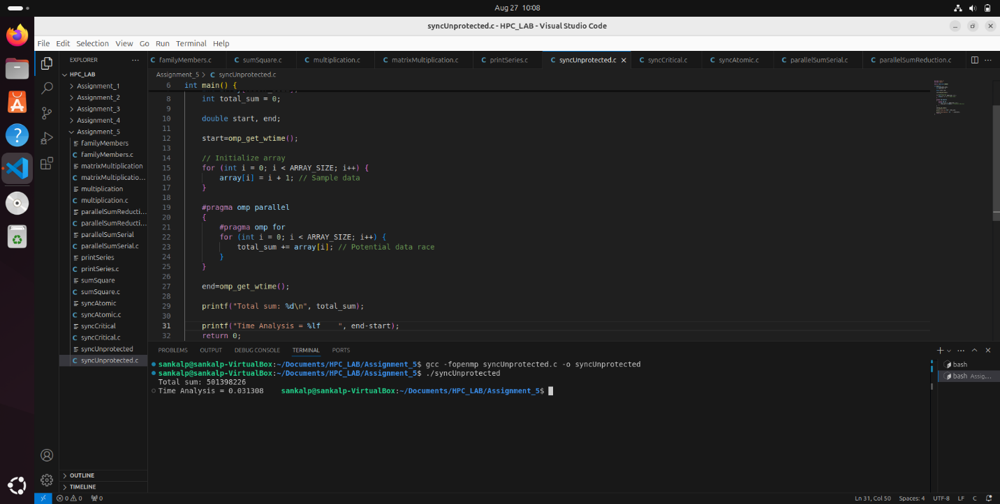 Aug 27 10:08
syncUnprotected.c - HPC_LAB - Visual Studio Code
File Edit Selection View Go Run Terminal Help
EXPLORER ···
HPC_LAB
Assignment_1
Assignment_2
Assignment_3
Assignment_4
Assignment_5
familyMembers
C familyMembers.c
matrixMultiplication
C matrixMultiplicatio...
multiplication
C multiplication.c
parallelSumReducti...
C parallelSumReducti...
parallelSumSerial
C parallelSumSerial.c
printSeries
C printSeries.c
sumSquare
C sumSquare.c
syncAtomic
C syncAtomic.c
syncCritical
C syncCritical.c
syncUnprotected
C syncUnprotected.c
OUTLINE
TIMELINE
C familyMembers.c C sumSquare.c C multiplication.c C matrixMultiplication.c C printSeries.c C syncUnprotected.c C syncCritical.c C syncAtomic.c C parallelSumSerial.c C parallelSumReduction.c
Assignment_5 > C syncUnprotected.c
6 int main() {
8 int total_sum = 0;
9
10 double start, end;
11
12 start=omp_get_wtime();
13
14 // Initialize array
15 for (int i = 0; i < ARRAY_SIZE; i++) {
16 array[i] = i + 1; // Sample data
17 }
18
19 #pragma omp parallel
20 {
21 #pragma omp for
22 for (int i = 0; i < ARRAY_SIZE; i++) {
23 total_sum += array[i]; // Potential data race
24 }
25 }
26
27 end=omp_get_wtime();
28
29 printf("Total sum: %d\n", total_sum);
30
31 printf("Time Analysis = %lf    ", end-start);
32 return 0;
PROBLEMS OUTPUT DEBUG CONSOLE TERMINAL PORTS
sankalp@sankalp-VirtualBox:~/Documents/HPC_LAB/Assignment_5$ gcc -fopenmp syncUnprotected.c -o syncUnprotected
sankalp@sankalp-VirtualBox:~/Documents/HPC_LAB/Assignment_5$ ./syncUnprotected
Total sum: 501398226
Time Analysis = 0.031308    sankalp@sankalp-VirtualBox:~/Documents/HPC_LAB/Assignment_5$
bash
bash Assig...
0 0 0 Ln 31, Col 50 Spaces: 4 UTF-8 LF C